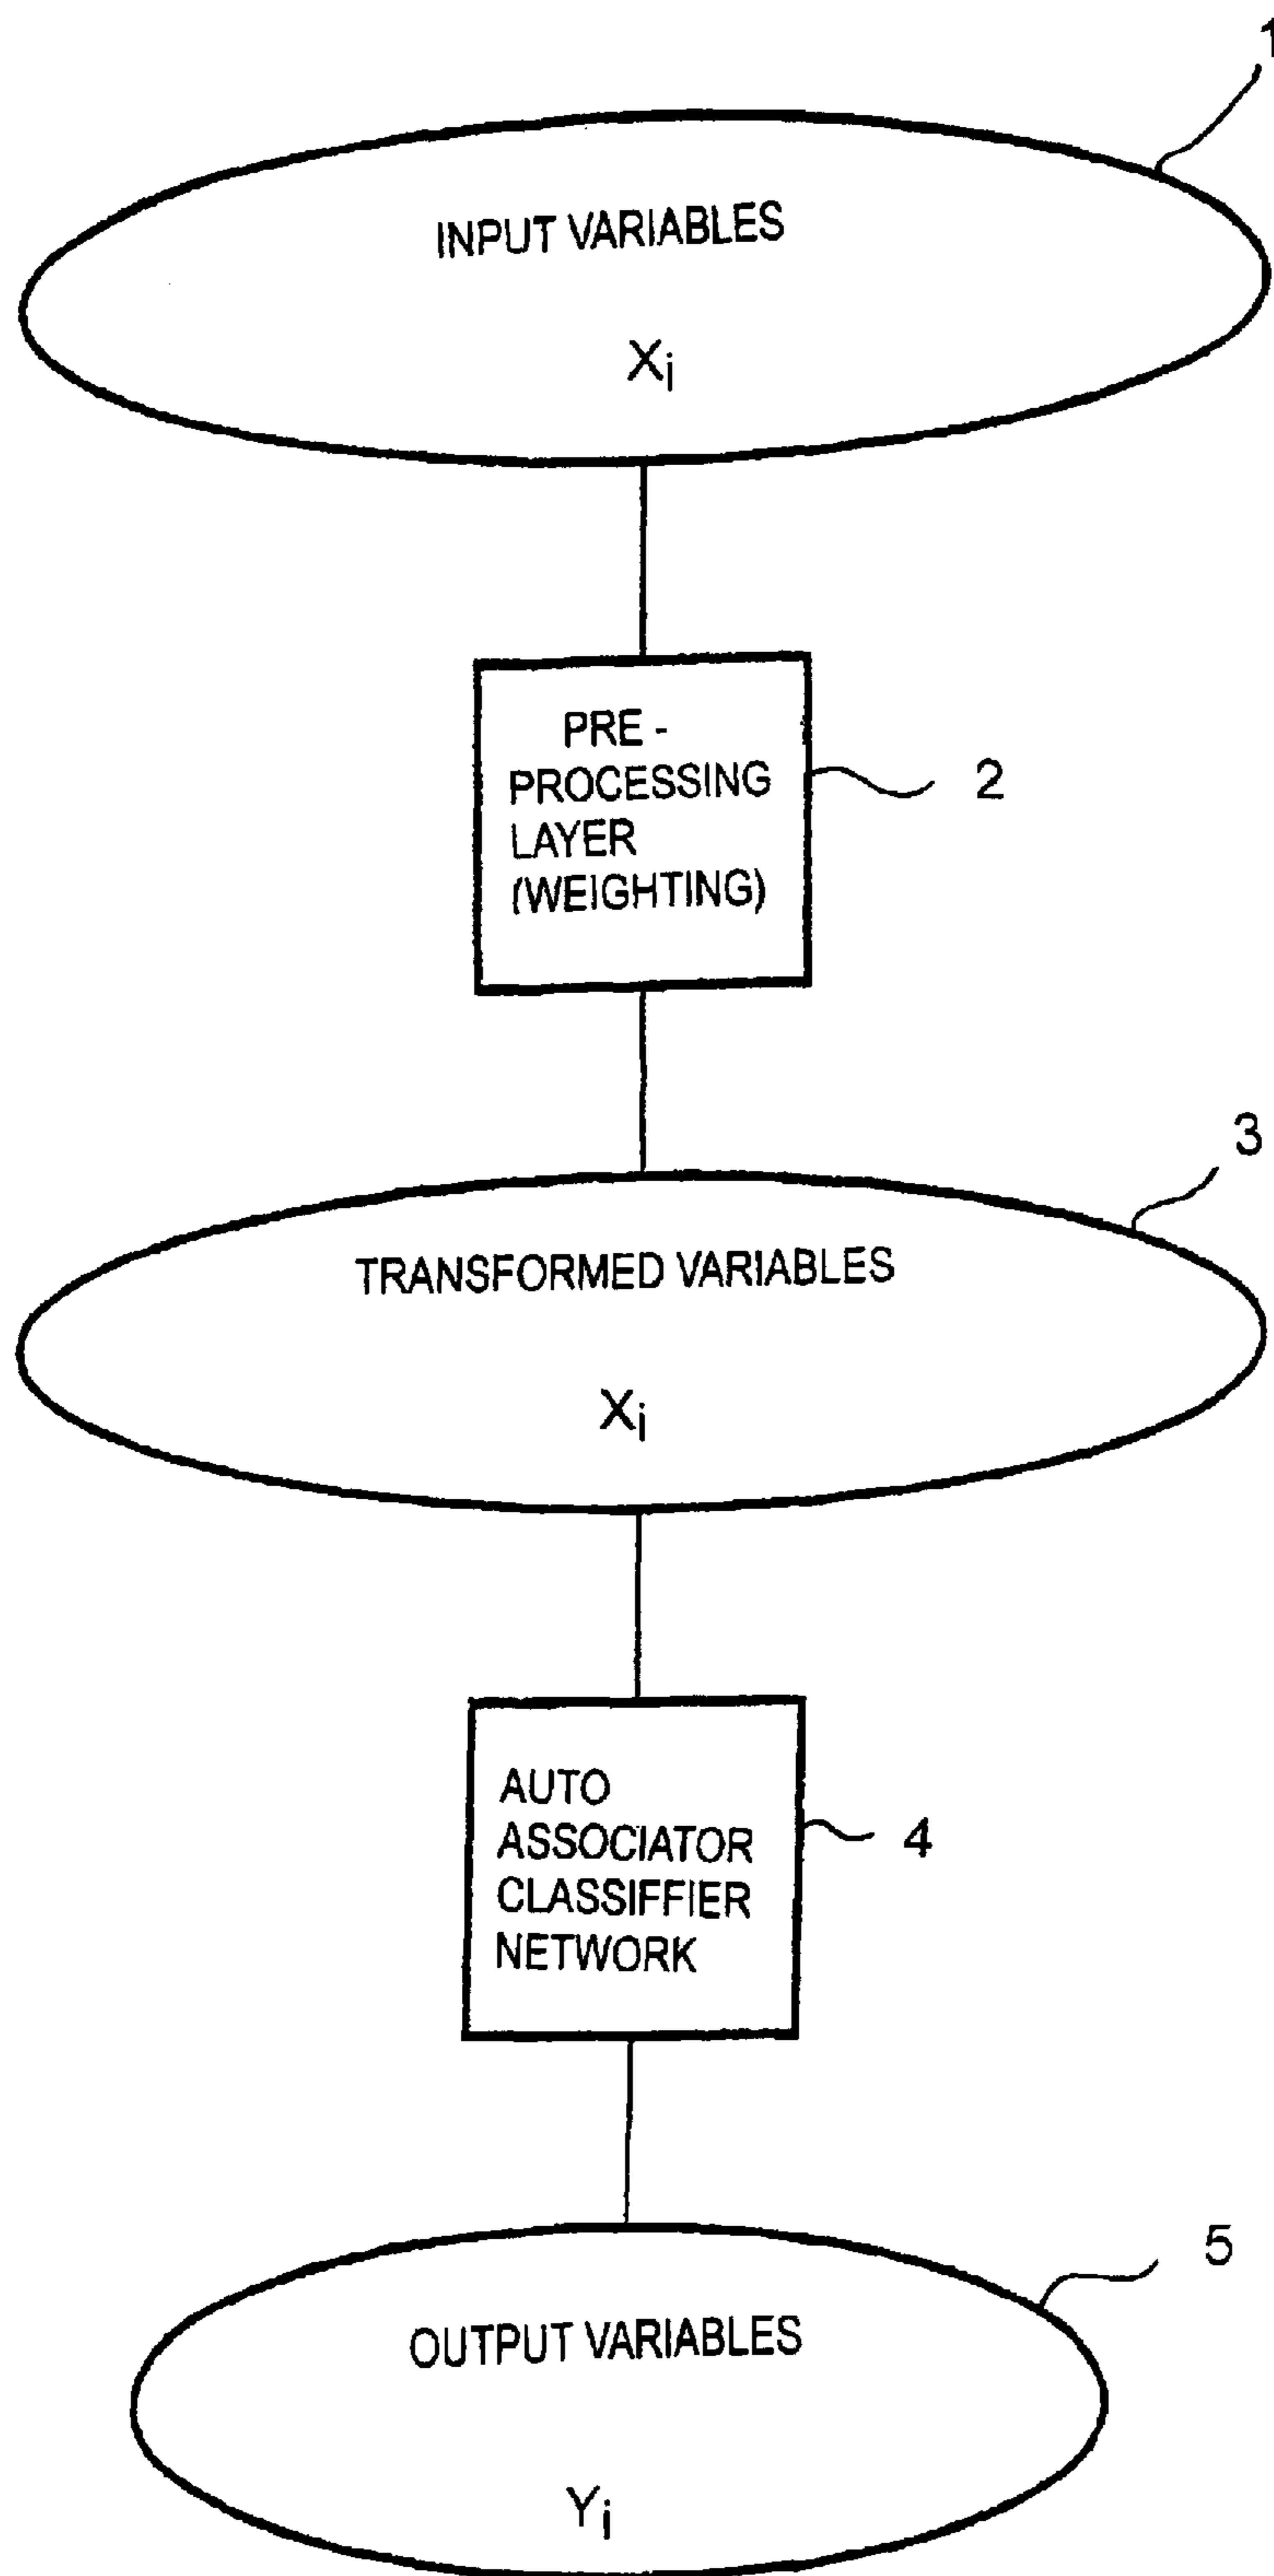 1
INPUT VARIABLES
Xi
PRE -
PROCESSING
LAYER
(WEIGHTING)
2
3
TRANSFORMED VARIABLES
Xi
AUTO
ASSOCIATOR
CLASSIFFIER
NETWORK
4
5
OUTPUT VARIABLES
Yi